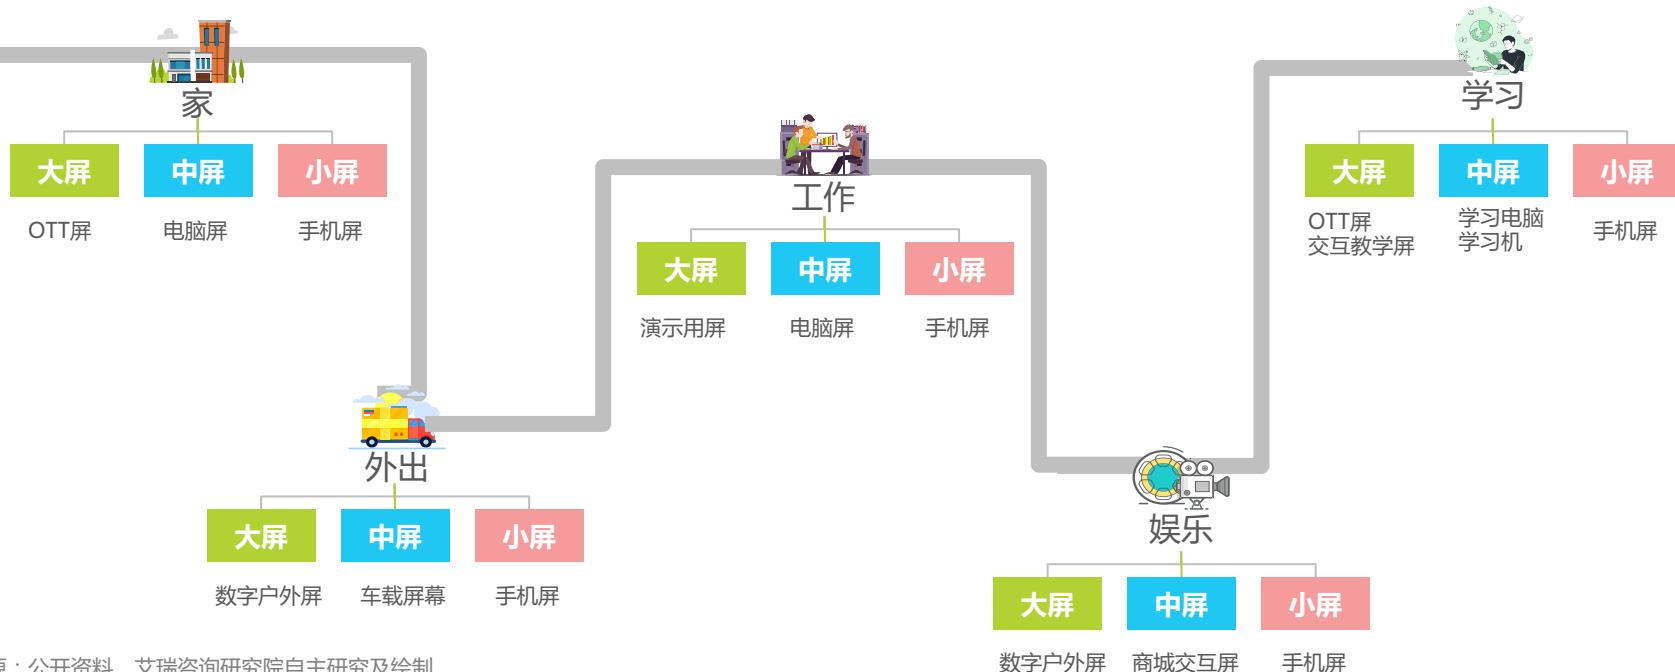 家
大屏
中屏
小屏
OTT屏
电脑屏
手机屏
外出
大屏
中屏
小屏
数字户外屏
车载屏幕
手机屏
工作
大屏
中屏
小屏
演示用屏
电脑屏
手机屏
娱乐
大屏
中屏
小屏
数字户外屏
商城交互屏
手机屏
学习
大屏
中屏
小屏
OTT屏
交互教学屏
学习电脑
学习机
手机屏
源：公开资料，艾瑞咨询研究院自主研究及绘制